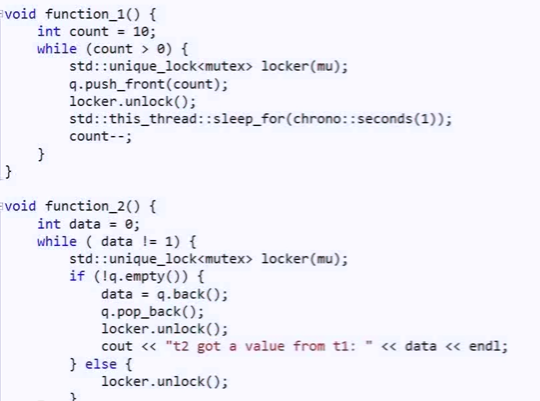 void function_1() {
int count = 10;
while (count > 0) {
std::unique_lock<mutex> locker(mu);
q.push_front(count);
locker.unlock();
std::this_thread::sleep_for(chrono::seconds(1));
count--;
}
}
void function_2() {
int data = 0;
while ( data != 1) {
std::unique_lock<mutex> locker(mu);
if (!q.empty()) {
data = q.back();
q.pop_back();
locker.unlock();
cout << "t2 got a value from t1: " << data << endl;
} else {
locker.unlock();
}